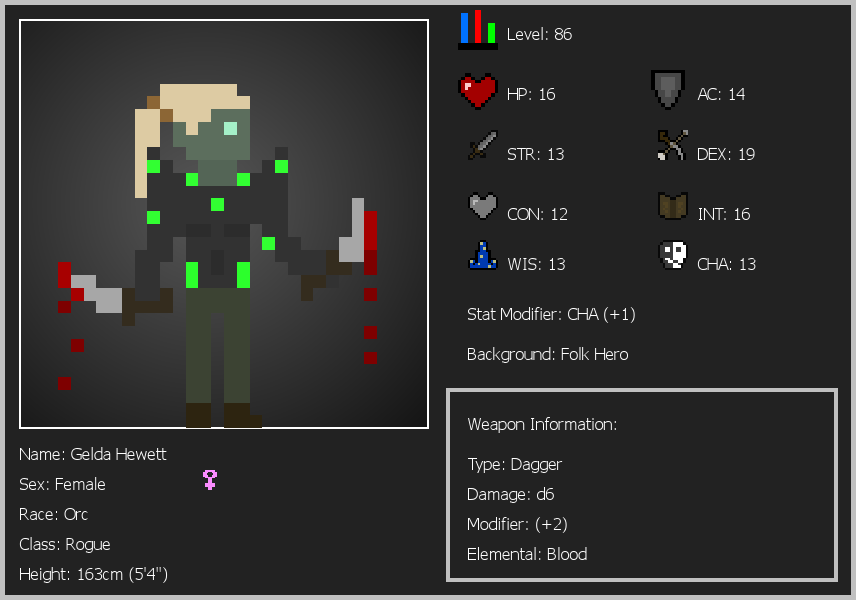 Level: 86
HP: 16
AC: 14
STR: 13
DEX: 19
CON: 12
INT: 16
WIS: 13
CHA: 13
Stat Modifier: CHA (+1)
Background: Folk Hero
Weapon Information:
Type: Dagger
Damage: d6
Modifier: (+2)
Elemental: Blood
Name: Gelda Hewett
Sex: Female
Race: Orc
Class: Rogue
Height: 163cm (5'4")